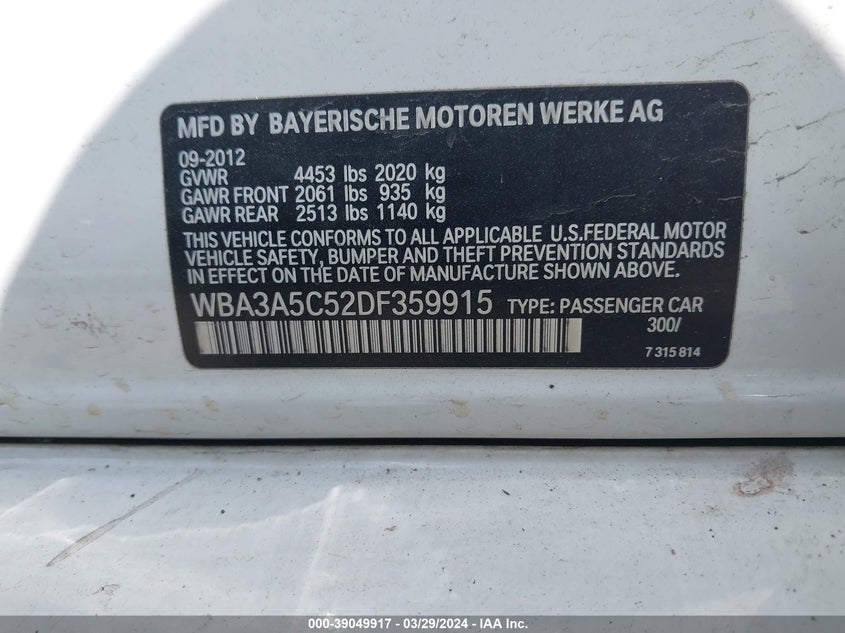 MFD BY BAYERISCHE MOTOREN WERKE AG
09-2012
GVWR 4453 lbs 2020 kg
GAWR FRONT 2061 lbs 935 kg
GAWR REAR 2513 lbs 1140 kg
THIS VEHICLE CONFORMS TO ALL APPLICABLE U.S.FEDERAL MOTOR
VEHICLE SAFETY, BUMPER AND THEFT PREVENTION STANDARDS
IN EFFECT ON THE DATE OF MANUFACTURE SHOWN ABOVE.
WBA3A5C52DF359915 TYPE: PASSENGER CAR
300/
7 315 814
000-39049917 - 03/29/2024 - IAA Inc.